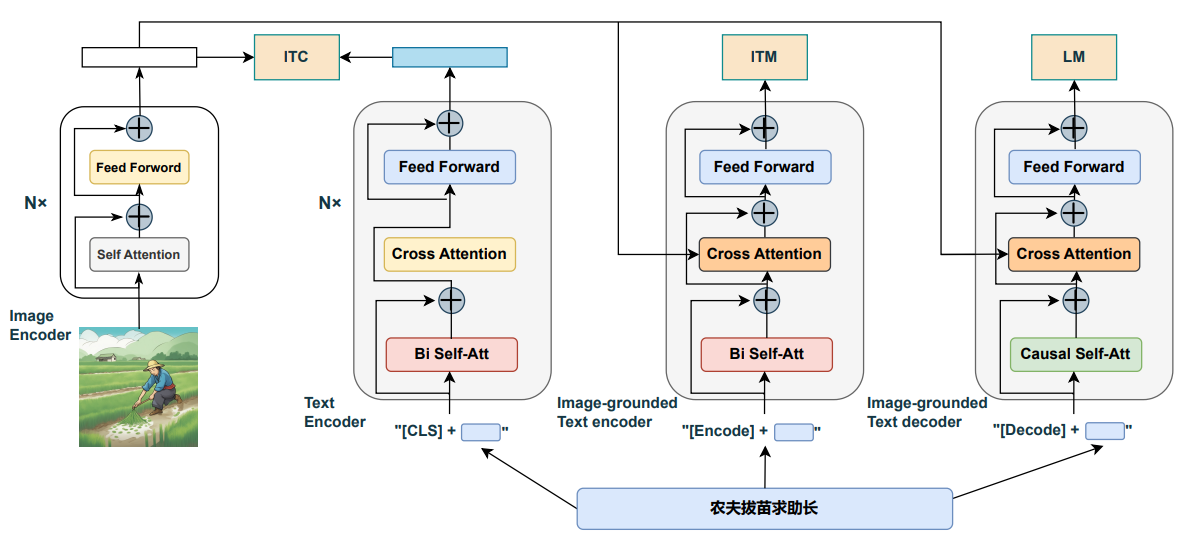 ITC
ITM
LM
Feed Forword
Self Attention
N×
Image
Encoder
Feed Forward
Cross Attention
Bi Self-Att
N×
Text
Encoder
"[CLS] + "
Feed Forward
Cross Attention
Bi Self-Att
Image-grounded
Text encoder
"[Encode] + "
Feed Forward
Cross Attention
Causal Self-Att
Image-grounded
Text decoder
"[Decode] + "
农夫拔苗求助长